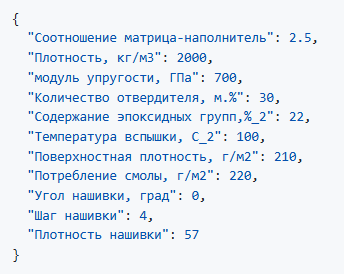 {
"Соотношение матрица-наполнитель": 2.5,
"Плотность, кг/м3": 2000,
"модуль упругости, ГПа": 700,
"Количество отвердителя, м.%": 30,
"Содержание эпоксидных групп,%_2": 22,
"Температура вспышки, С_2": 100,
"Поверхностная плотность, г/м2": 210,
"Потребление смолы, г/м2": 220,
"Угол нашивки, град": 0,
"Шаг нашивки": 4,
"Плотность нашивки": 57
}